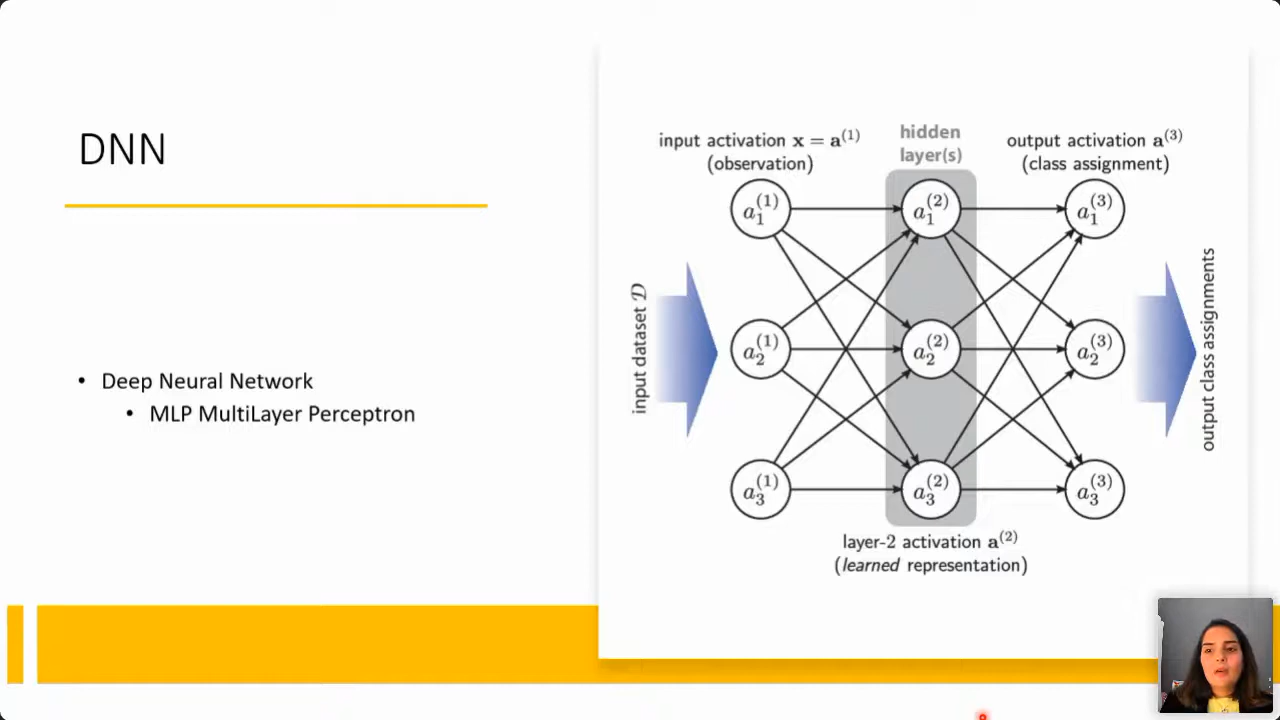 DNN
• Deep Neural Network
• MLP MultiLayer Perceptron
input activation x = a⁽¹⁾
(observation)
hidden
layer(s)
output activation a⁽³⁾
(class assignment)
a₁⁽¹⁾ a₁⁽²⁾ a₁⁽³⁾
input dataset 𝒟
a₂⁽¹⁾ a₂⁽²⁾ a₂⁽³⁾
output class assignments
a₃⁽¹⁾ a₃⁽²⁾ a₃⁽³⁾
layer-2 activation a⁽²⁾
(learned representation)